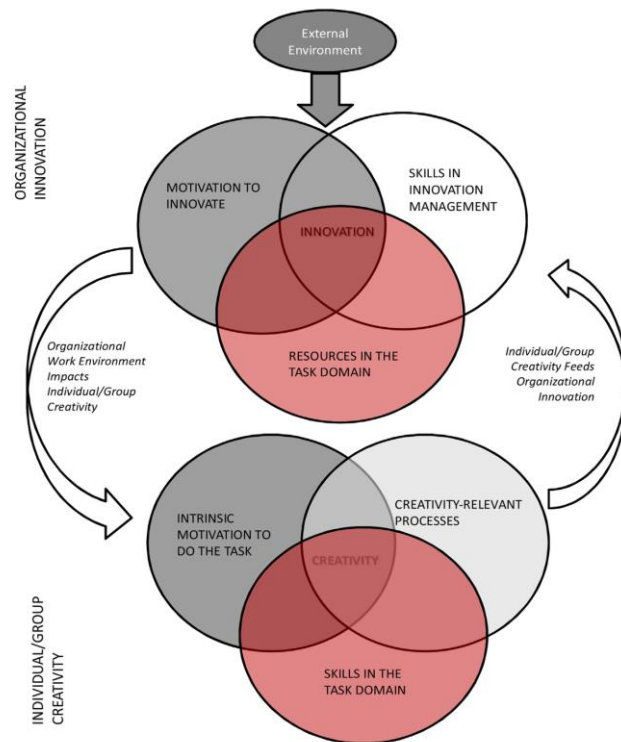 External
Environment
ORGANIZATIONAL
INNOVATION
MOTIVATION TO
INNOVATE
SKILLS IN
INNOVATION
MANAGEMENT
INNOVATION
RESOURCES IN THE
TASK DOMAIN
Organizational
Work Environment
Impacts
Individual/Group
Creativity
Individual/Group
Creativity Feeds
Organizational
Innovation
INTRINSIC
MOTIVATION TO
DO THE TASK
CREATIVITY-RELEVANT
PROCESSES
CREATIVITY
SKILLS IN THE
TASK DOMAIN
INDIVIDUAL/GROUP
CREATIVITY